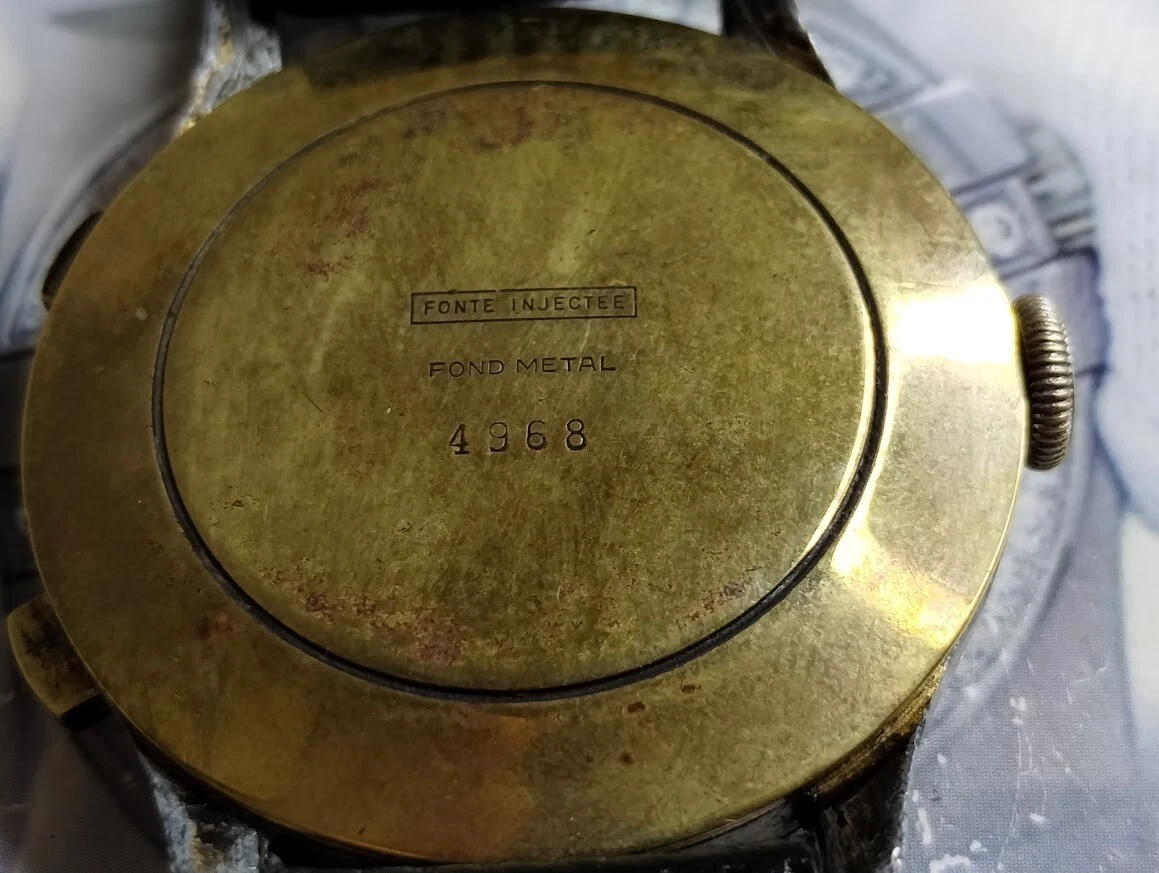 FONTE INJECTEE
FOND METAL
4968